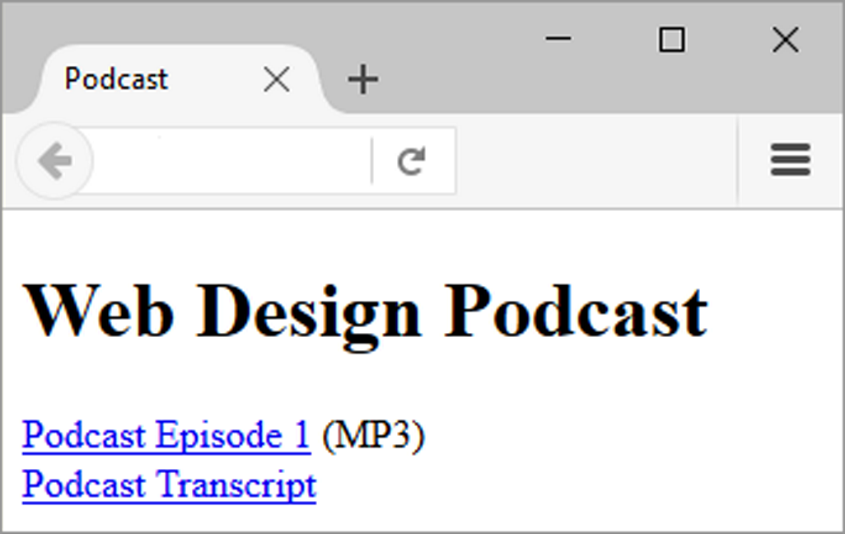 Podcast
Web Design Podcast
Podcast Episode 1 (MP3)
Podcast Transcript